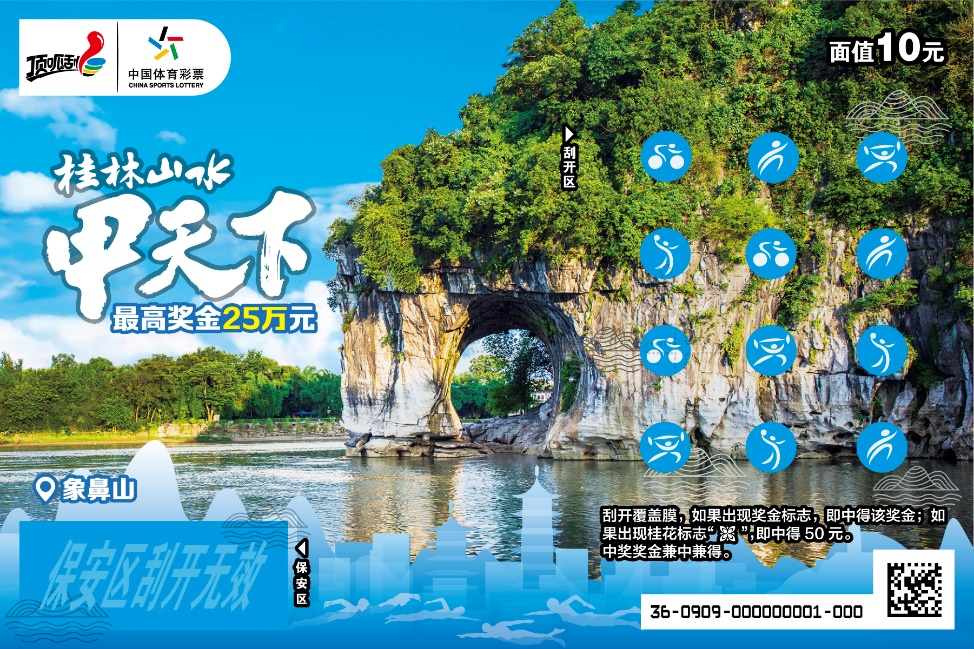 顶呱刮
中国体育彩票
CHINA SPORTS LOTTERY
面值10元
桂林山水
甲天下
最高奖金25万元
刮开区
象鼻山
保安区刮开无效
保安区
刮开覆盖膜，如果出现奖金标志，即中得该奖金；如
果出现桂花标志“ ”，即中得 50 元。
中奖奖金兼中兼得。
36-0909-000000001-000